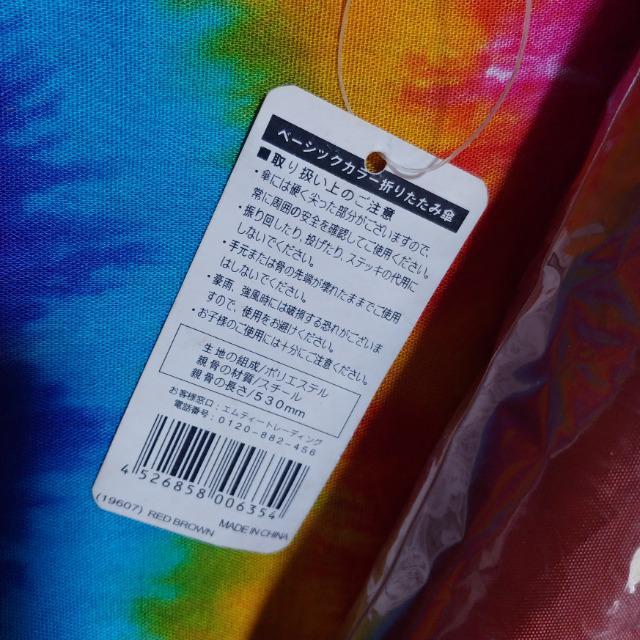 ベーシックカラー折りたたみ傘
■取り扱い上のご注意
・傘には硬く尖った部分がございますので、
常に周囲の安全を確認してご使用ください。
・振り回したり、投げたり、ステッキの代用に
しないでください。
・手元または骨の先端が壊れたままでご使用
はしないでください。
・豪雨、強風時には破損する恐れがございま
すので、使用をお避けください。
・お子様のご使用には十分にご注意ください。
生地の組成/ポリエステル
親骨の材質/スチール
親骨の長さ/530mm
お客様窓口：エムティートレーディング
電話番号：0120-882-456
4 526858 006354
(19607) RED BROWN MADE IN CHINA